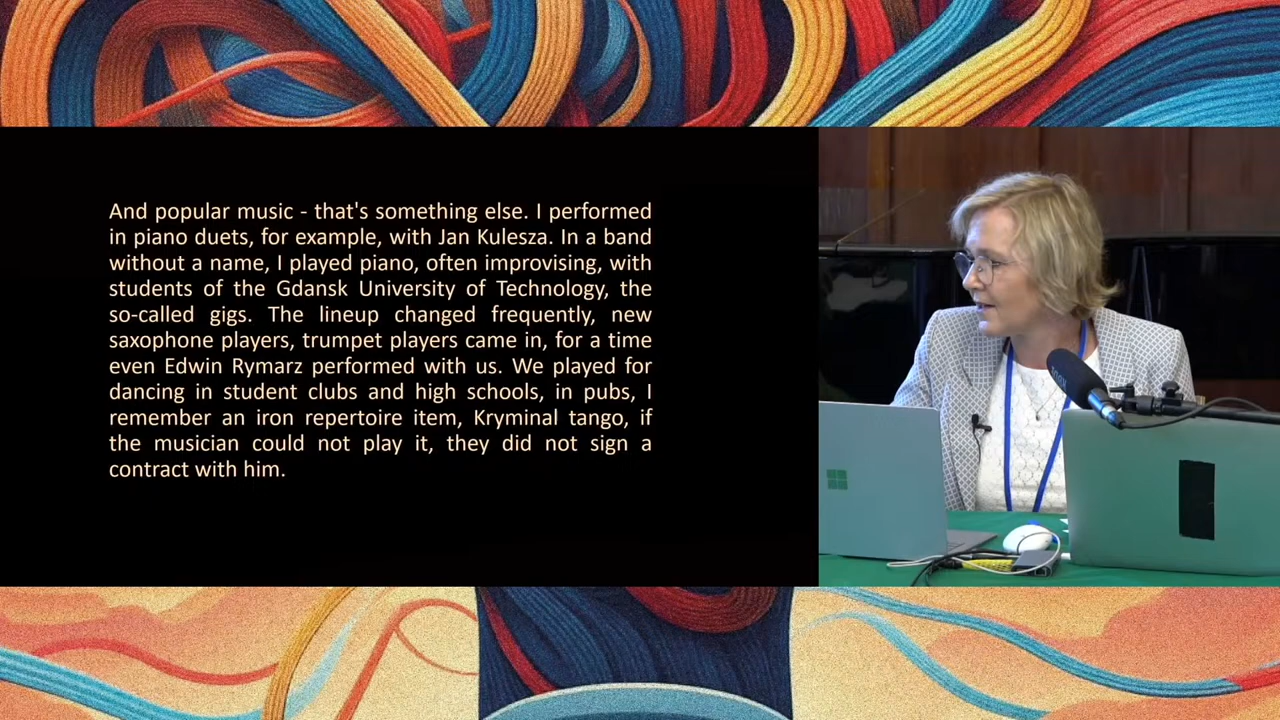 And popular music - that's something else. I performed
in piano duets, for example, with Jan Kulesza. In a band
without a name, I played piano, often improvising, with
students of the Gdansk University of Technology, the
so-called gigs. The lineup changed frequently, new
saxophone players, trumpet players came in, for a time
even Edwin Rymarz performed with us. We played for
dancing in student clubs and high schools, in pubs, I
remember an iron repertoire item, Kryminal tango, if
the musician could not play it, they did not sign a
contract with him.